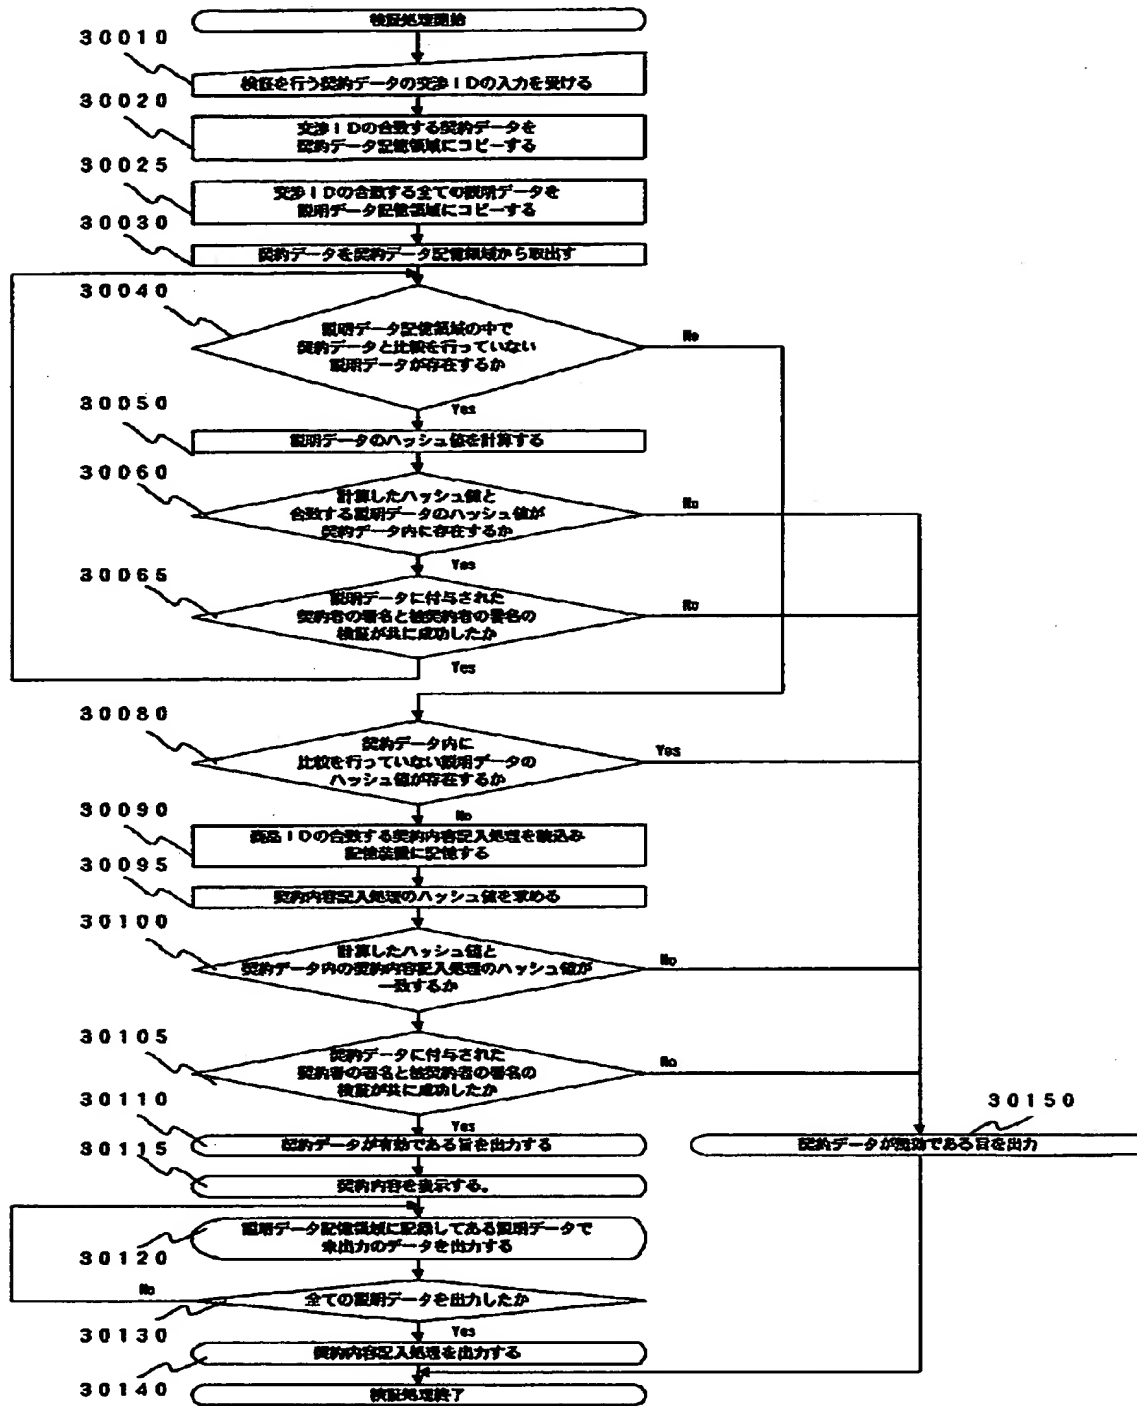 検証処理開始
30010
検証を行う契約データの交渉IDの入力を受ける
30020
交渉IDの合致する契約データを
契約データ記憶領域にコピーする
30025
交渉IDの合致する全ての説明データを
説明データ記憶領域にコピーする
30030
契約データを契約データ記憶領域から取出す
30040
説明データ記憶領域の中で
契約データと比較を行っていない
説明データが存在するか
No
Yes
30050
説明データのハッシュ値を計算する
30060
計算したハッシュ値と
合致する説明データのハッシュ値が
契約データ内に存在するか
No
Yes
30065
説明データに付与された
契約者の署名と被契約者の署名の
検証が共に成功したか
No
Yes
30080
契約データ内に
比較を行っていない説明データの
ハッシュ値が存在するか
Yes
No
30090
商品IDの合致する契約内容記入処理を読込み
記憶装置に記憶する
30095
契約内容記入処理のハッシュ値を求める
30100
計算したハッシュ値と
契約データ内の契約内容記入処理のハッシュ値が
一致するか
No
30105
契約データに付与された
契約者の署名と被契約者の署名の
検証が共に成功したか
No
Yes
30110
契約データが有効である旨を出力する
30150
契約データが無効である旨を出力
30115
契約内容を表示する。
30120
説明データ記憶領域に記録してある説明データで
未出力のデータを出力する
No
30130
全ての説明データを出力したか
Yes
30140
契約内容記入処理を出力する
検証処理終了